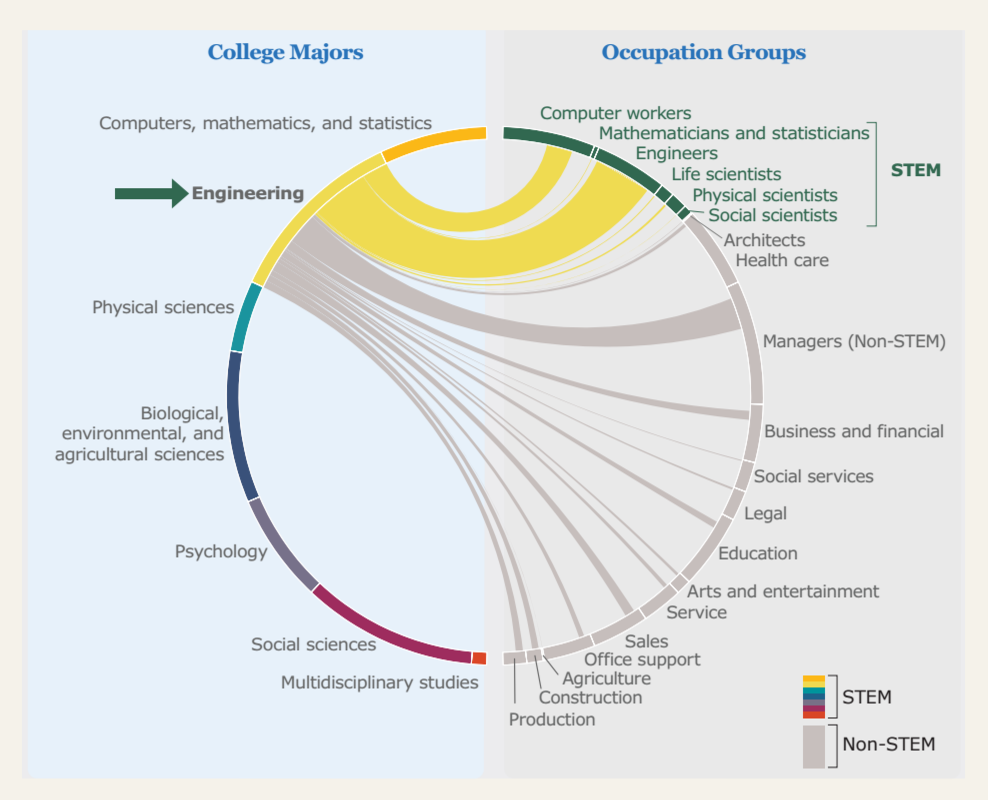 College Majors
Occupation Groups
Computers, mathematics, and statistics
Engineering
Physical sciences
Biological,
environmental, and
agricultural sciences
Psychology
Social sciences
Multidisciplinary studies
Computer workers
Mathematicians and statisticians
Engineers
Life scientists
Physical scientists
Social scientists
STEM
Architects
Health care
Managers (Non-STEM)
Business and financial
Social services
Legal
Education
Arts and entertainment
Service
Sales
Office support
Agriculture
Construction
Production
STEM
Non-STEM